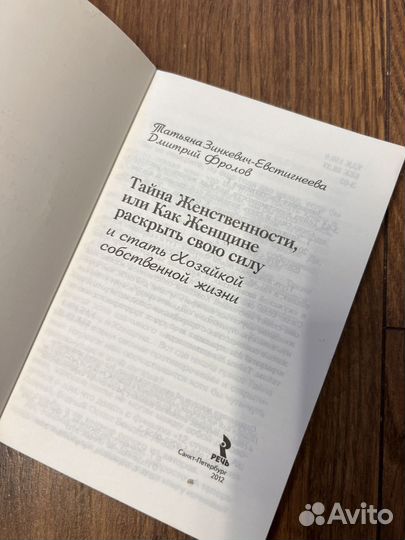 Татьяна Зинкевич-Евстигнеева
Дмитрий Фролов
Тайна Женственности,
или Как Женщине
раскрыть свою силу
и стать Хозяйкой
собственной жизни
РЕЧЬ
Санкт-Петербург
2012
Avito